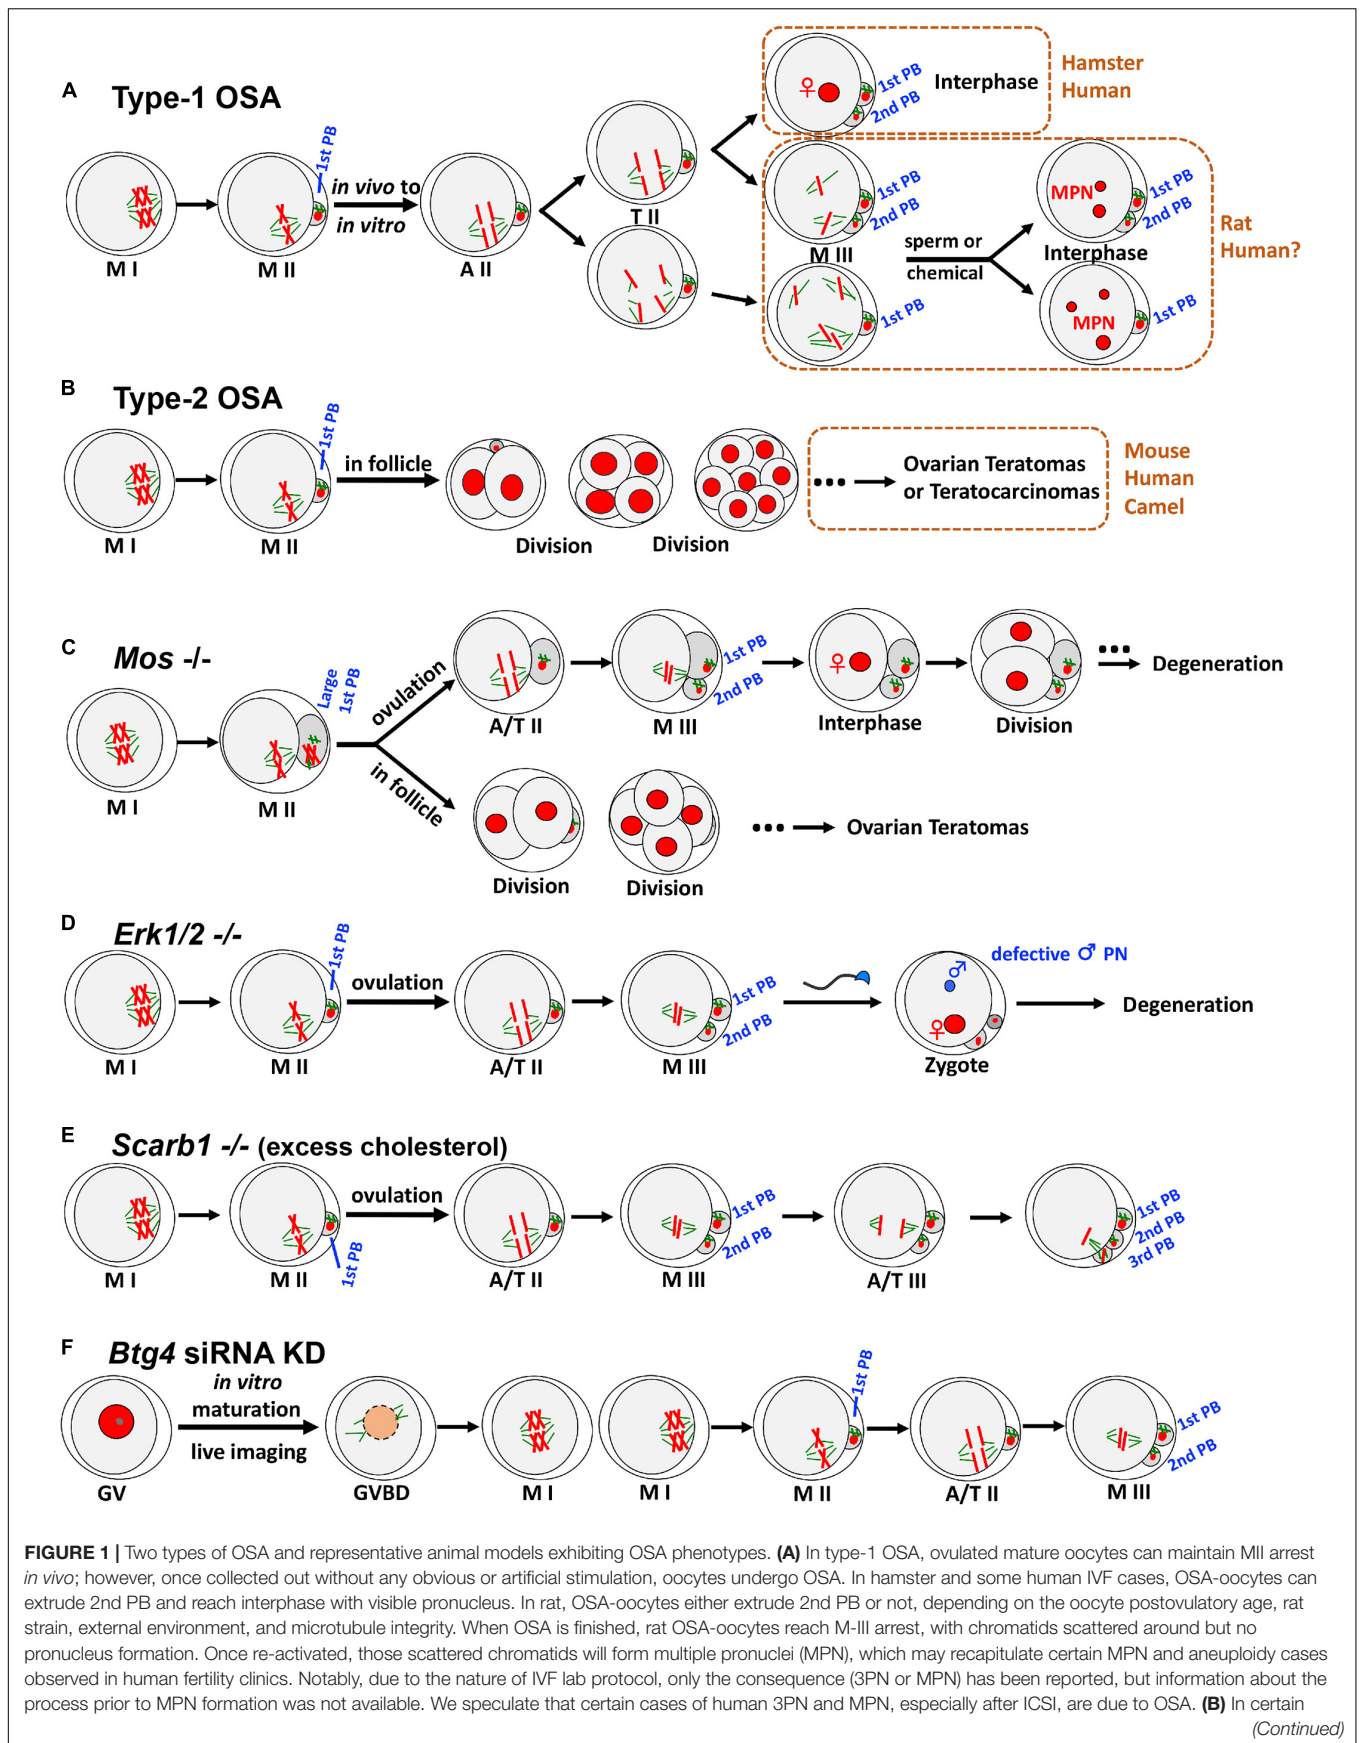 A
Type-1 OSA
M I
M II
1st PB
in vivo to
in vitro
A II
T II
♀
1st PB
2nd PB
Interphase
Hamster
Human
1st PB
2nd PB
M III
1st PB
sperm or
chemical
MPN
1st PB
2nd PB
Interphase
MPN
1st PB
Rat
Human?
B
Type-2 OSA
M I
M II
1st PB
in follicle
Division
Division
Ovarian Teratomas
or Teratocarcinomas
Mouse
Human
Camel
C
Mos -/-
M I
M II
Large
1st PB
ovulation
A/T II
M III
1st PB
2nd PB
♀
Interphase
Division
Degeneration
in follicle
Division
Division
Ovarian Teratomas
D
Erk1/2 -/-
M I
M II
1st PB
ovulation
A/T II
M III
1st PB
2nd PB
♂
♀
Zygote
defective ♂ PN
Degeneration
E
Scarb1 -/- (excess cholesterol)
M I
M II
1st PB
ovulation
A/T II
M III
1st PB
2nd PB
A/T III
1st PB
2nd PB
3rd PB
F
Btg4 siRNA KD
GV
in vitro
maturation
live imaging
GVBD
M I
M I
M II
1st PB
A/T II
M III
1st PB
2nd PB
FIGURE 1 | Two types of OSA and representative animal models exhibiting OSA phenotypes. (A) In type-1 OSA, ovulated mature oocytes can maintain MII arrest
in vivo; however, once collected out without any obvious or artificial stimulation, oocytes undergo OSA. In hamster and some human IVF cases, OSA-oocytes can
extrude 2nd PB and reach interphase with visible pronucleus. In rat, OSA-oocytes either extrude 2nd PB or not, depending on the oocyte postovulatory age, rat
strain, external environment, and microtubule integrity. When OSA is finished, rat OSA-oocytes reach M-III arrest, with chromatids scattered around but no
pronucleus formation. Once re-activated, those scattered chromatids will form multiple pronuclei (MPN), which may recapitulate certain MPN and aneuploidy cases
observed in human fertility clinics. Notably, due to the nature of IVF lab protocol, only the consequence (3PN or MPN) has been reported, but information about the
process prior to MPN formation was not available. We speculate that certain cases of human 3PN and MPN, especially after ICSI, are due to OSA. (B) In certain
(Continued)